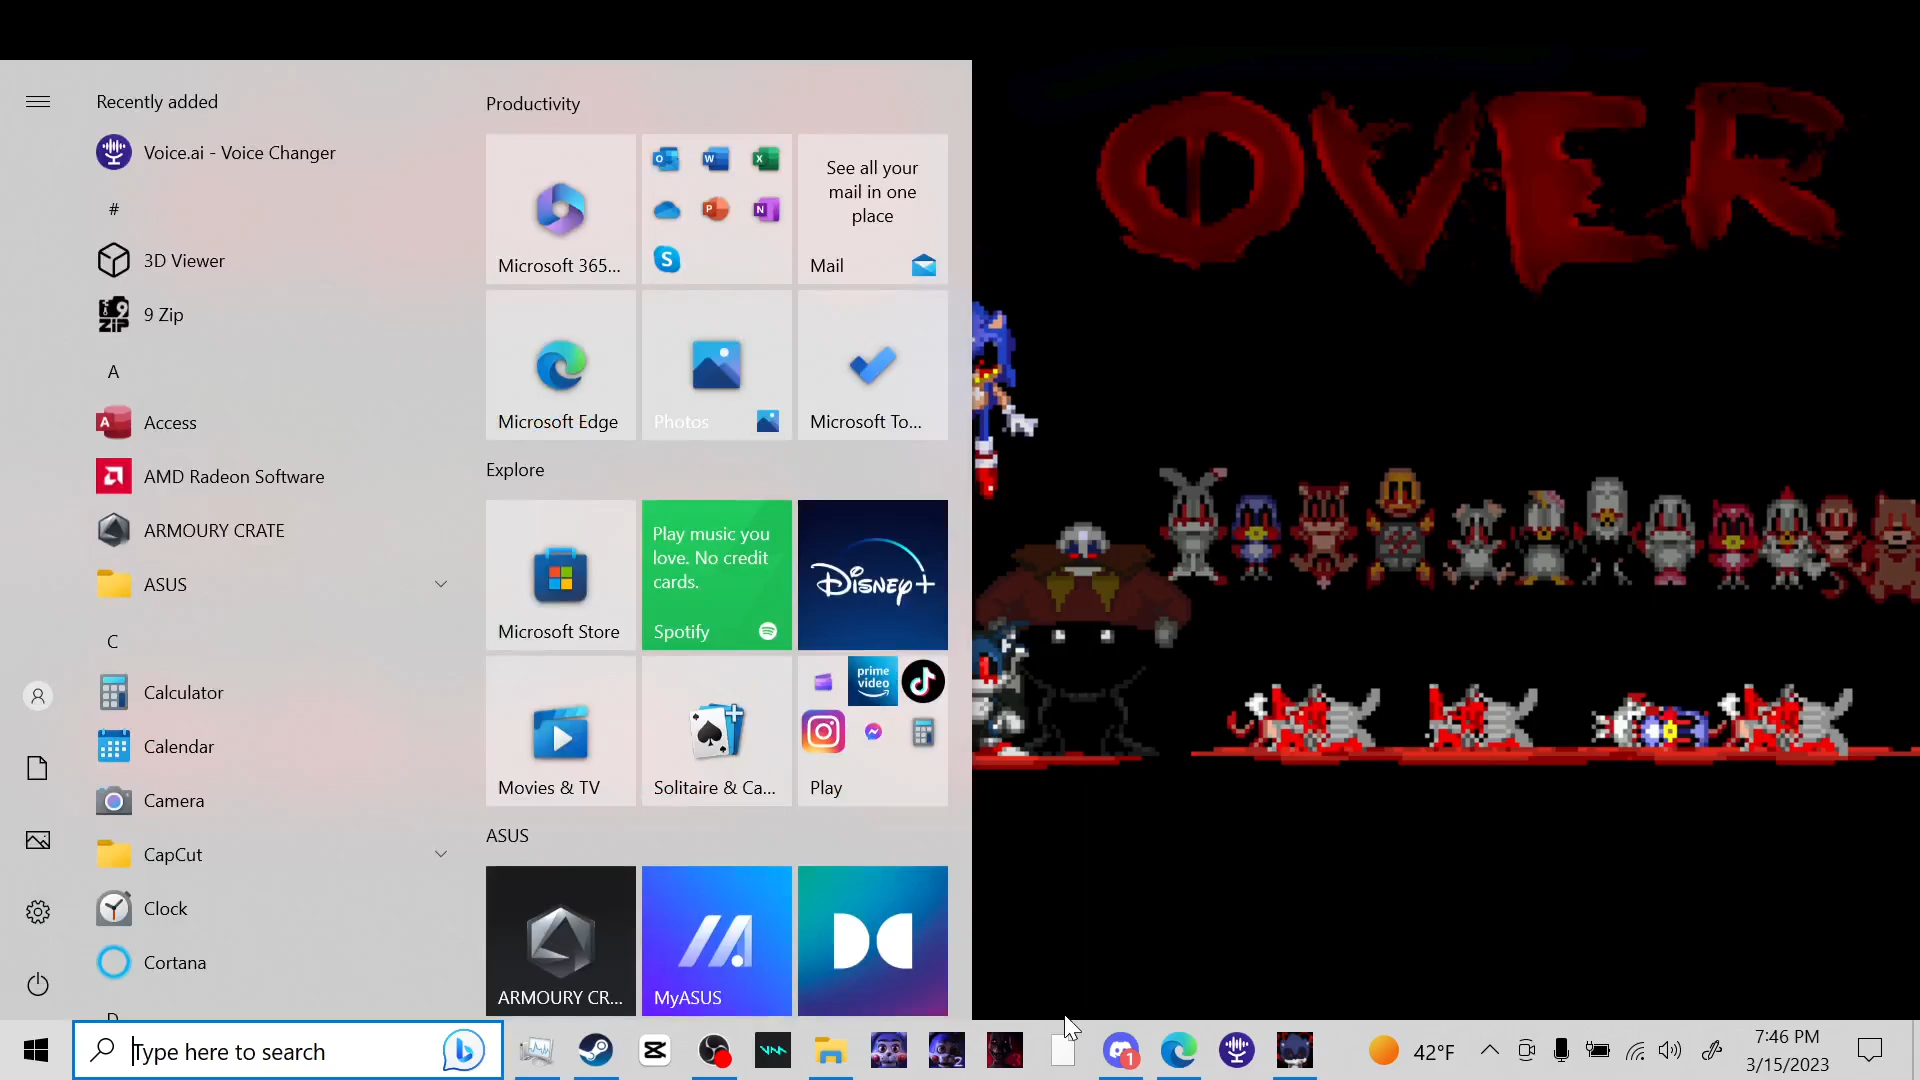 Recently added
Voice.ai - Voice Changer
#
3D Viewer
9 Zip
A
Access
AMD Radeon Software
ARMOURY CRATE
ASUS
C
Calculator
Calendar
Camera
CapCut
Clock
Cortana
Productivity
Microsoft 365...
See all your
mail in one
place
Mail
Microsoft Edge
Photos
Microsoft To...
Explore
Microsoft Store
Play music you
love. No credit
cards.
Spotify
Disney+
Movies & TV
Solitaire & Ca...
prime
video
Play
ASUS
ARMOURY CR...
MyASUS
OVER
Type here to search
2
1
42°F
7:46 PM
3/15/2023